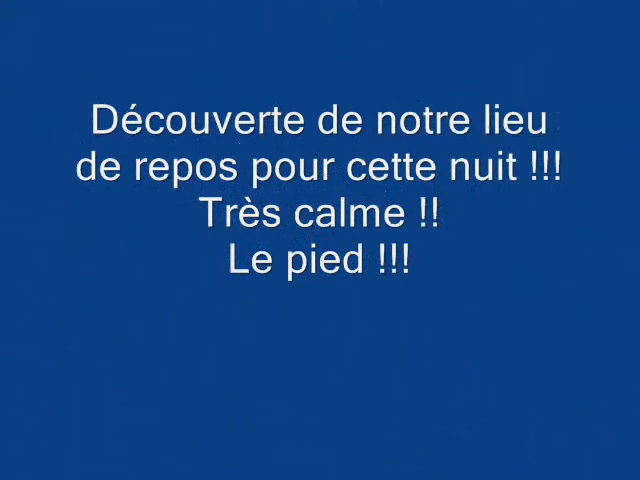 Découverte de notre lieu
de repos pour cette nuit !!!
Très calme !!
Le pied !!!